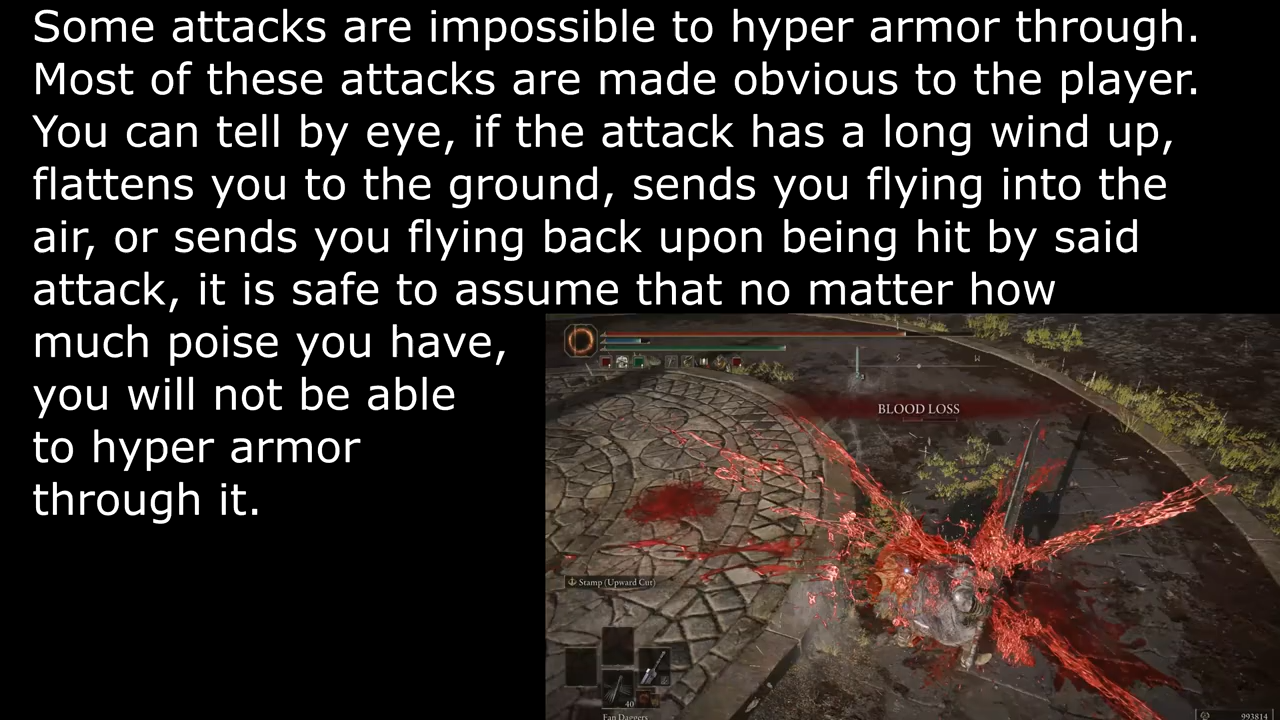 Some attacks are impossible to hyper armor through.
Most of these attacks are made obvious to the player.
You can tell by eye, if the attack has a long wind up,
flattens you to the ground, sends you flying into the
air, or sends you flying back upon being hit by said
attack, it is safe to assume that no matter how
much poise you have,
you will not be able
to hyper armor
through it.
S
W
BLOOD LOSS
Stamp (Upward Cut)
40
Fan Daggers
993814